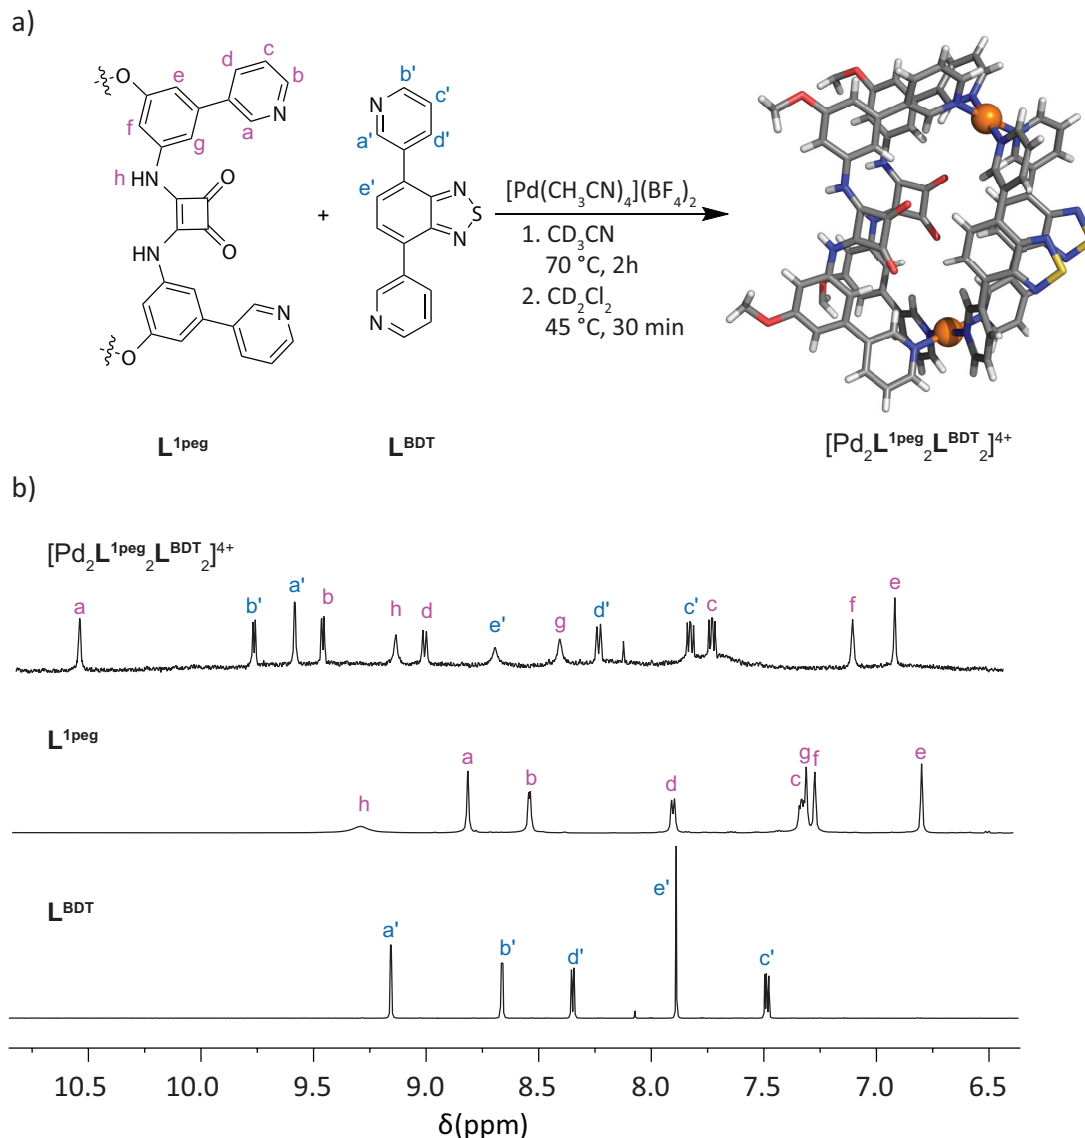 a)
O
e
d
c
b
N
a
f
g
h
HN
O
O
HN
N
O
+
b'
N
c'
a'
d'
e'
N
S
N
N
[Pd(CH₃CN)₄](BF₄)₂
1. CD₃CN
70 °C, 2h
2. CD₂Cl₂
45 °C, 30 min
L¹ᵖᵉᵍ
Lᴮᴰᵀ
[Pd₂L¹ᵖᵉᵍ₂Lᴮᴰᵀ₂]⁴⁺
b)
[Pd₂L¹ᵖᵉᵍ₂Lᴮᴰᵀ₂]⁴⁺
a b' a' b h d e' g d' c' c f e
L¹ᵖᵉᵍ
h a b d c g f e
Lᴮᴰᵀ
a' b' d' e' c'
10.5 10.0 9.5 9.0 8.5 8.0 7.5 7.0 6.5
δ(ppm)